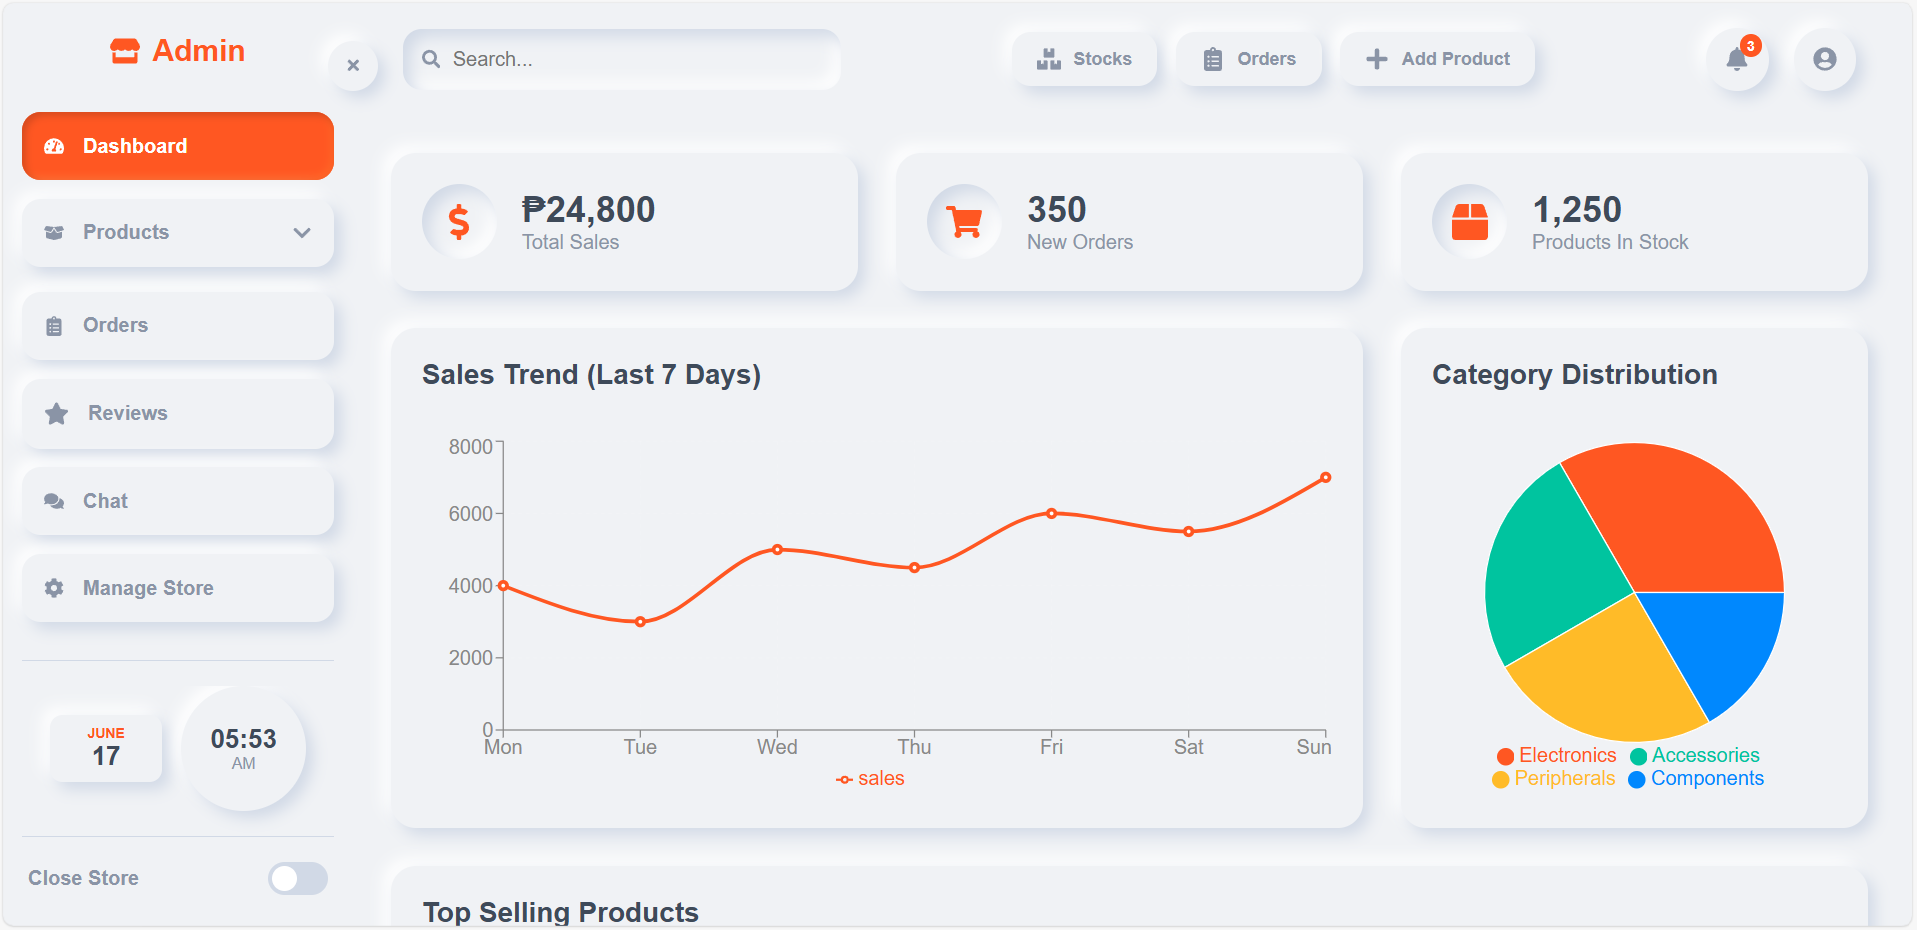 Admin
Search...
Stocks
Orders
Add Product
3
Dashboard
Products
Orders
Reviews
Chat
Manage Store
JUNE
17
05:53
AM
Close Store
₱24,800
Total Sales
350
New Orders
1,250
Products In Stock
Sales Trend (Last 7 Days)
8000
6000
4000
2000
0
Mon Tue Wed Thu Fri Sat Sun
sales
Category Distribution
Electronics Accessories
Peripherals Components
Top Selling Products